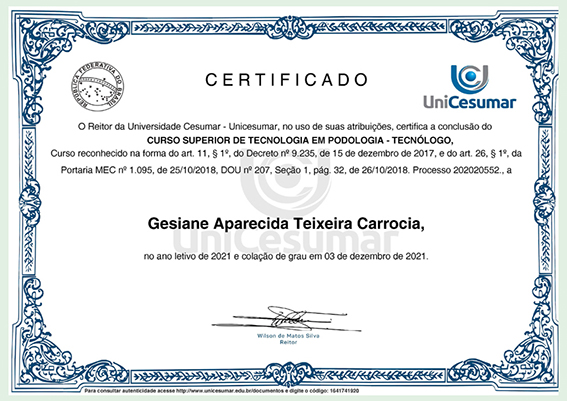 REPÚBLICA FEDERATIVA DO BRASIL
CERTIFICADO
UniCesumar
O Reitor da Universidade Cesumar - Unicesumar, no uso de suas atribuições, certifica a conclusão do
CURSO SUPERIOR DE TECNOLOGIA EM PODOLOGIA - TECNÓLOGO,
Curso reconhecido na forma do art. 11, § 1º, do Decreto nº 9.235, de 15 de dezembro de 2017, e do art. 26, § 1º, da
Portaria MEC nº 1.095, de 25/10/2018, DOU nº 207, Seção 1, pág. 32, de 26/10/2018. Processo 202020552., a
Gesiane Aparecida Teixeira Carrocia,
UniCesumar
no ano letivo de 2021 e colação de grau em 03 de dezembro de 2021.
Wilson de Matos Silva
Reitor
Para consultar autenticidade acesse http://www.unicesumar.edu.br/documentos e digite o código: 1641741920